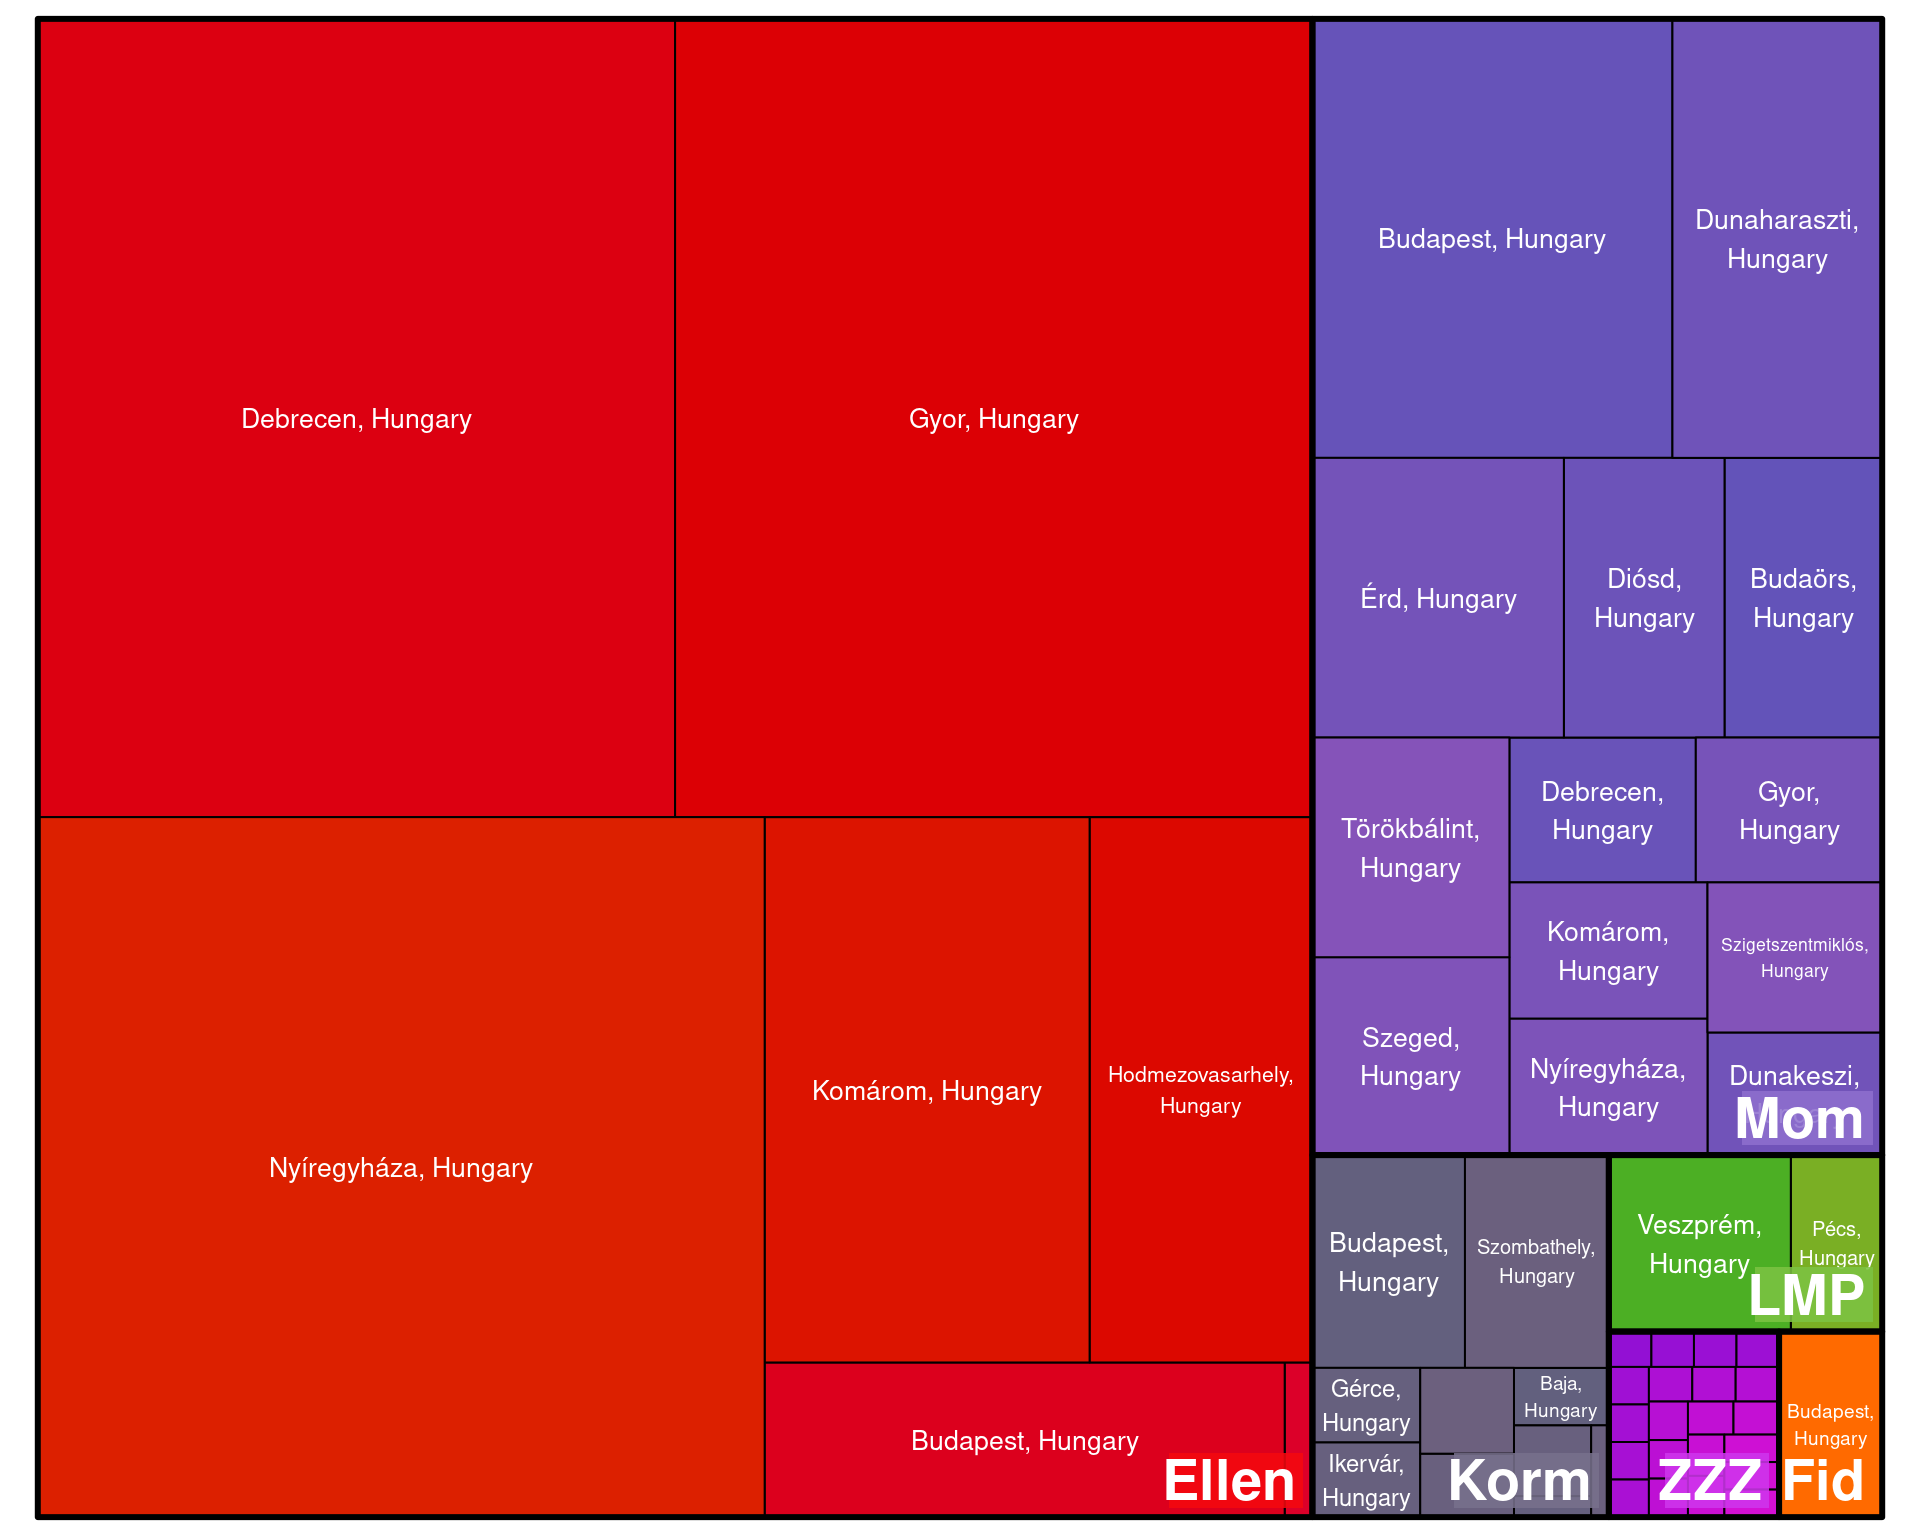 Debrecen, Hungary
Gyor, Hungary
Nyíregyháza, Hungary
Komárom, Hungary
Hodmezovasarhely,
Hungary
Budapest, Hungary
Ellen
Budapest, Hungary
Dunaharaszti,
Hungary
Érd, Hungary
Diósd,
Hungary
Budaörs,
Hungary
Törökbálint,
Hungary
Debrecen,
Hungary
Gyor,
Hungary
Szeged,
Hungary
Komárom,
Hungary
Szigetszentmiklós,
Hungary
Nyíregyháza,
Hungary
Dunakeszi,
Mom
Budapest,
Hungary
Szombathely,
Hungary
Gérce,
Hungary
Baja,
Hungary
Ikervár,
Hungary
Korm
Veszprém,
Hungary
Pécs,
Hungary
LMP
ZZZ
Budapest,
Hungary
Fid